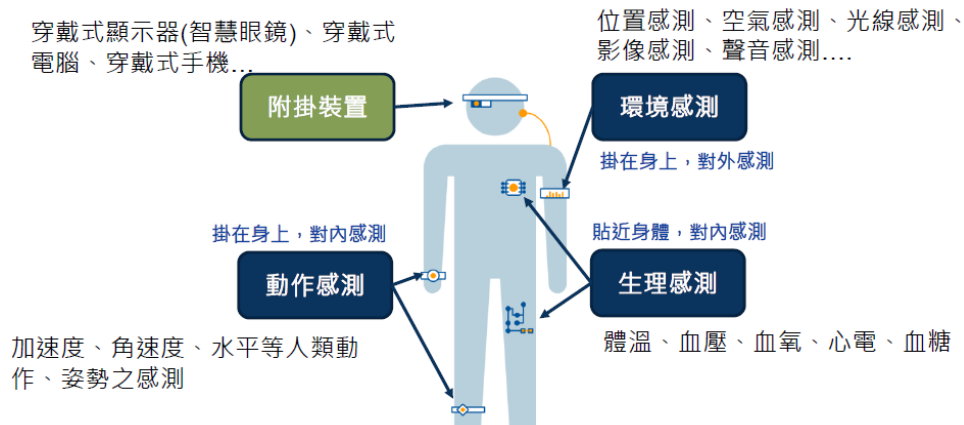 穿戴式顯示器(智慧眼鏡)、穿戴式
電腦、穿戴式手機...
附掛裝置
位置感測、空氣感測、光線感測、
影像感測、聲音感測....
環境感測
掛在身上，對外感測
掛在身上，對內感測
動作感測
加速度、角速度、水平等人類動
作、姿勢之感測
貼近身體，對內感測
生理感測
體溫、血壓、血氧、心電、血糖